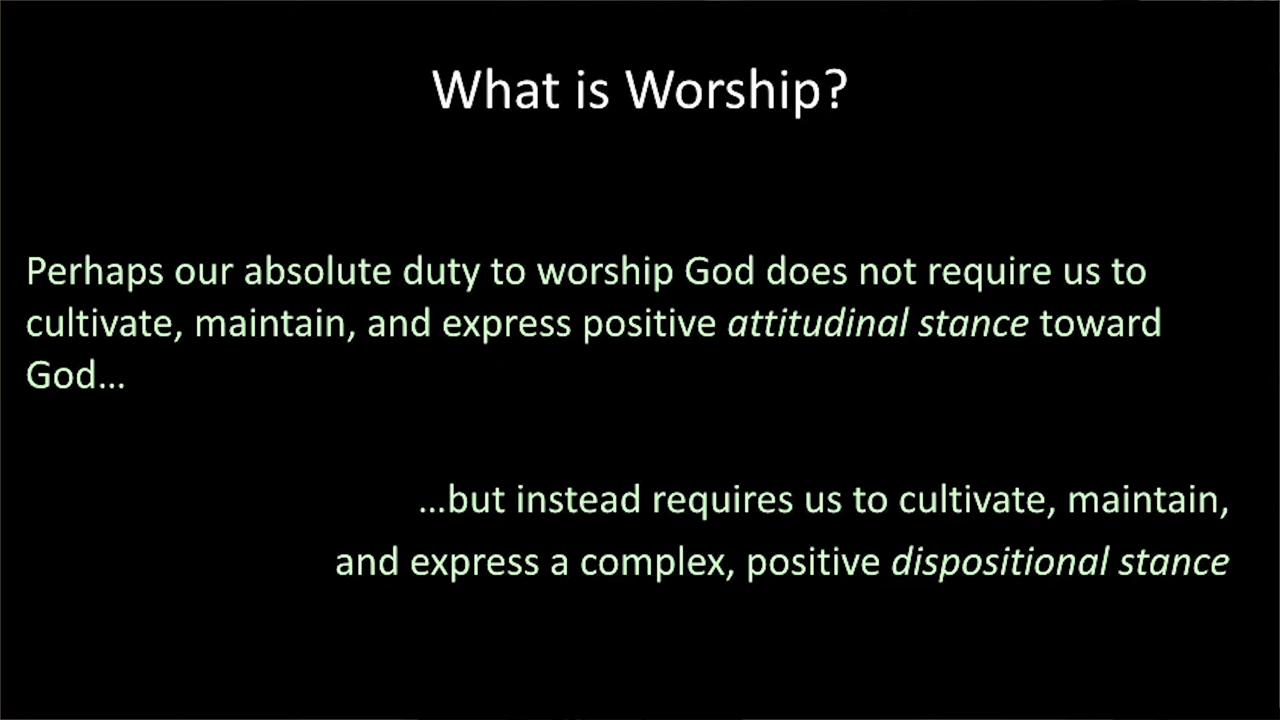 What is Worship?
Perhaps our absolute duty to worship God does not require us to
cultivate, maintain, and express positive attitudinal stance toward
God…
…but instead requires us to cultivate, maintain,
and express a complex, positive dispositional stance